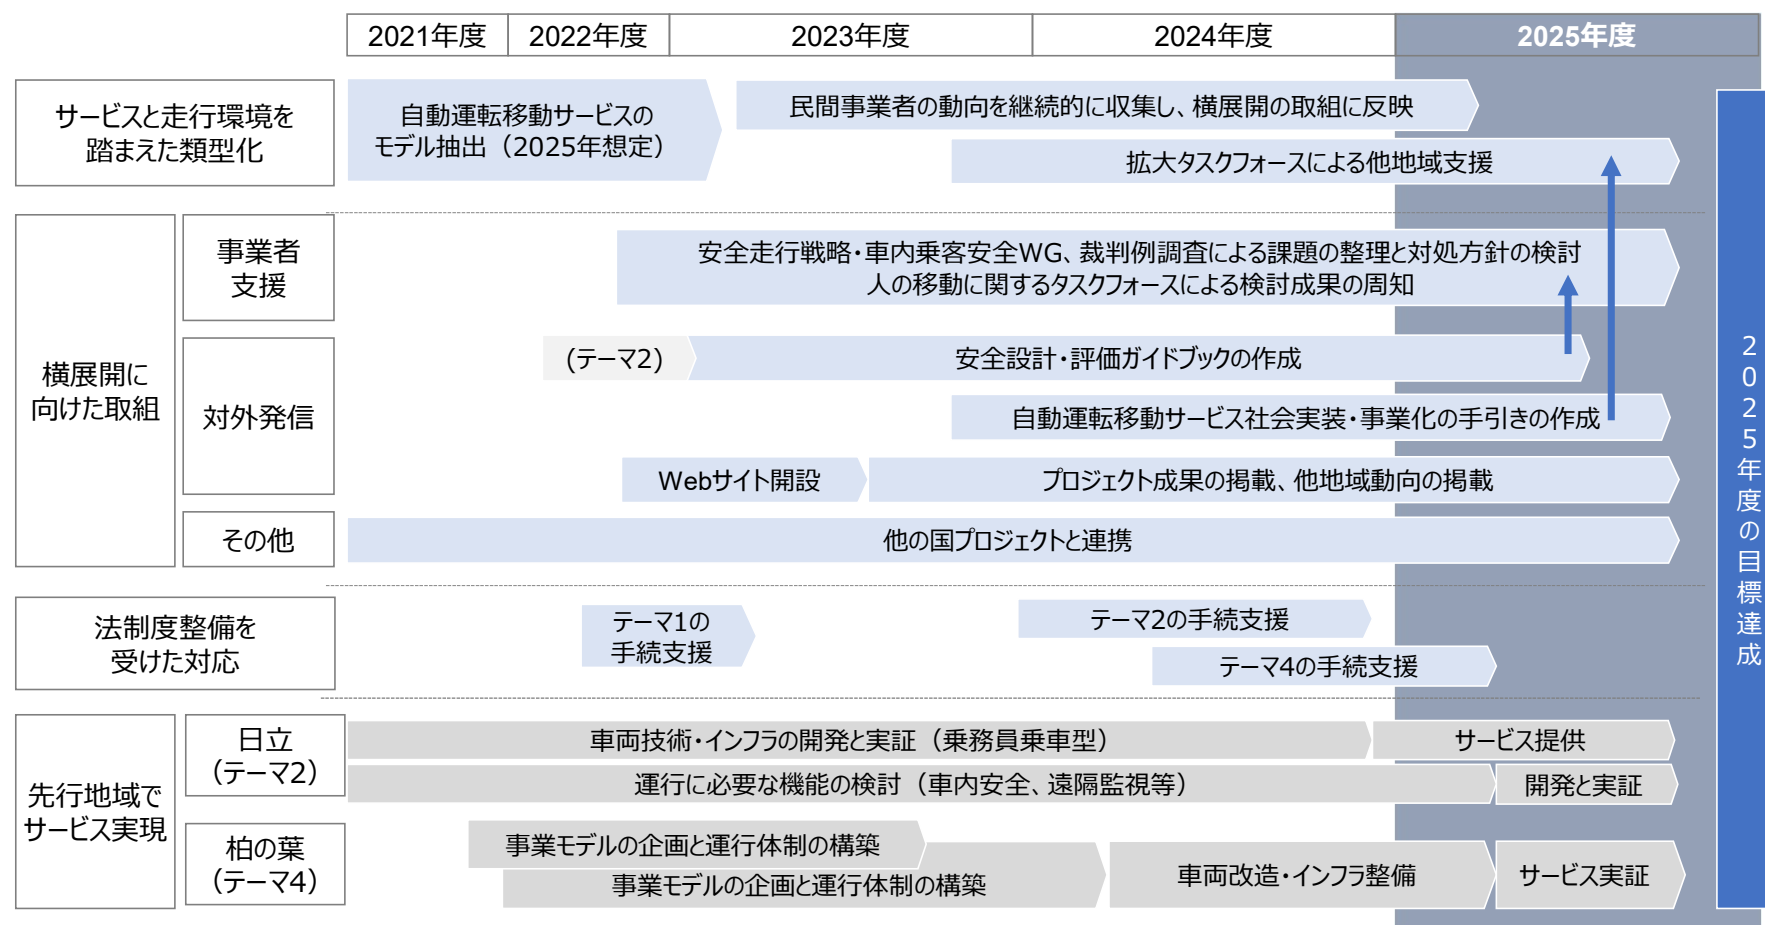 2021年度
2022年度
2023年度
2024年度
2025年度
サービスと走行環境を
踏まえた類型化
自動運転移動サービスの
モデル抽出（2025年想定）
民間事業者の動向を継続的に収集し、横展開の取組に反映
拡大タスクフォースによる他地域支援
横展開に
向けた取組
事業者
支援
安全走行戦略・車内乗客安全WG、裁判例調査による課題の整理と対処方針の検討
人の移動に関するタスクフォースによる検討成果の周知
対外発信
(テーマ2)
安全設計・評価ガイドブックの作成
自動運転移動サービス社会実装・事業化の手引きの作成
Webサイト開設
プロジェクト成果の掲載、他地域動向の掲載
その他
他の国プロジェクトと連携
法制度整備を
受けた対応
テーマ1の
手続支援
テーマ2の手続支援
テーマ4の手続支援
先行地域で
サービス実現
日立
（テーマ2）
車両技術・インフラの開発と実証（乗務員乗車型）
サービス提供
運行に必要な機能の検討（車内安全、遠隔監視等）
開発と実証
柏の葉
（テーマ4）
事業モデルの企画と運行体制の構築
事業モデルの企画と運行体制の構築
車両改造・インフラ整備
サービス実証
2025年度の目標達成